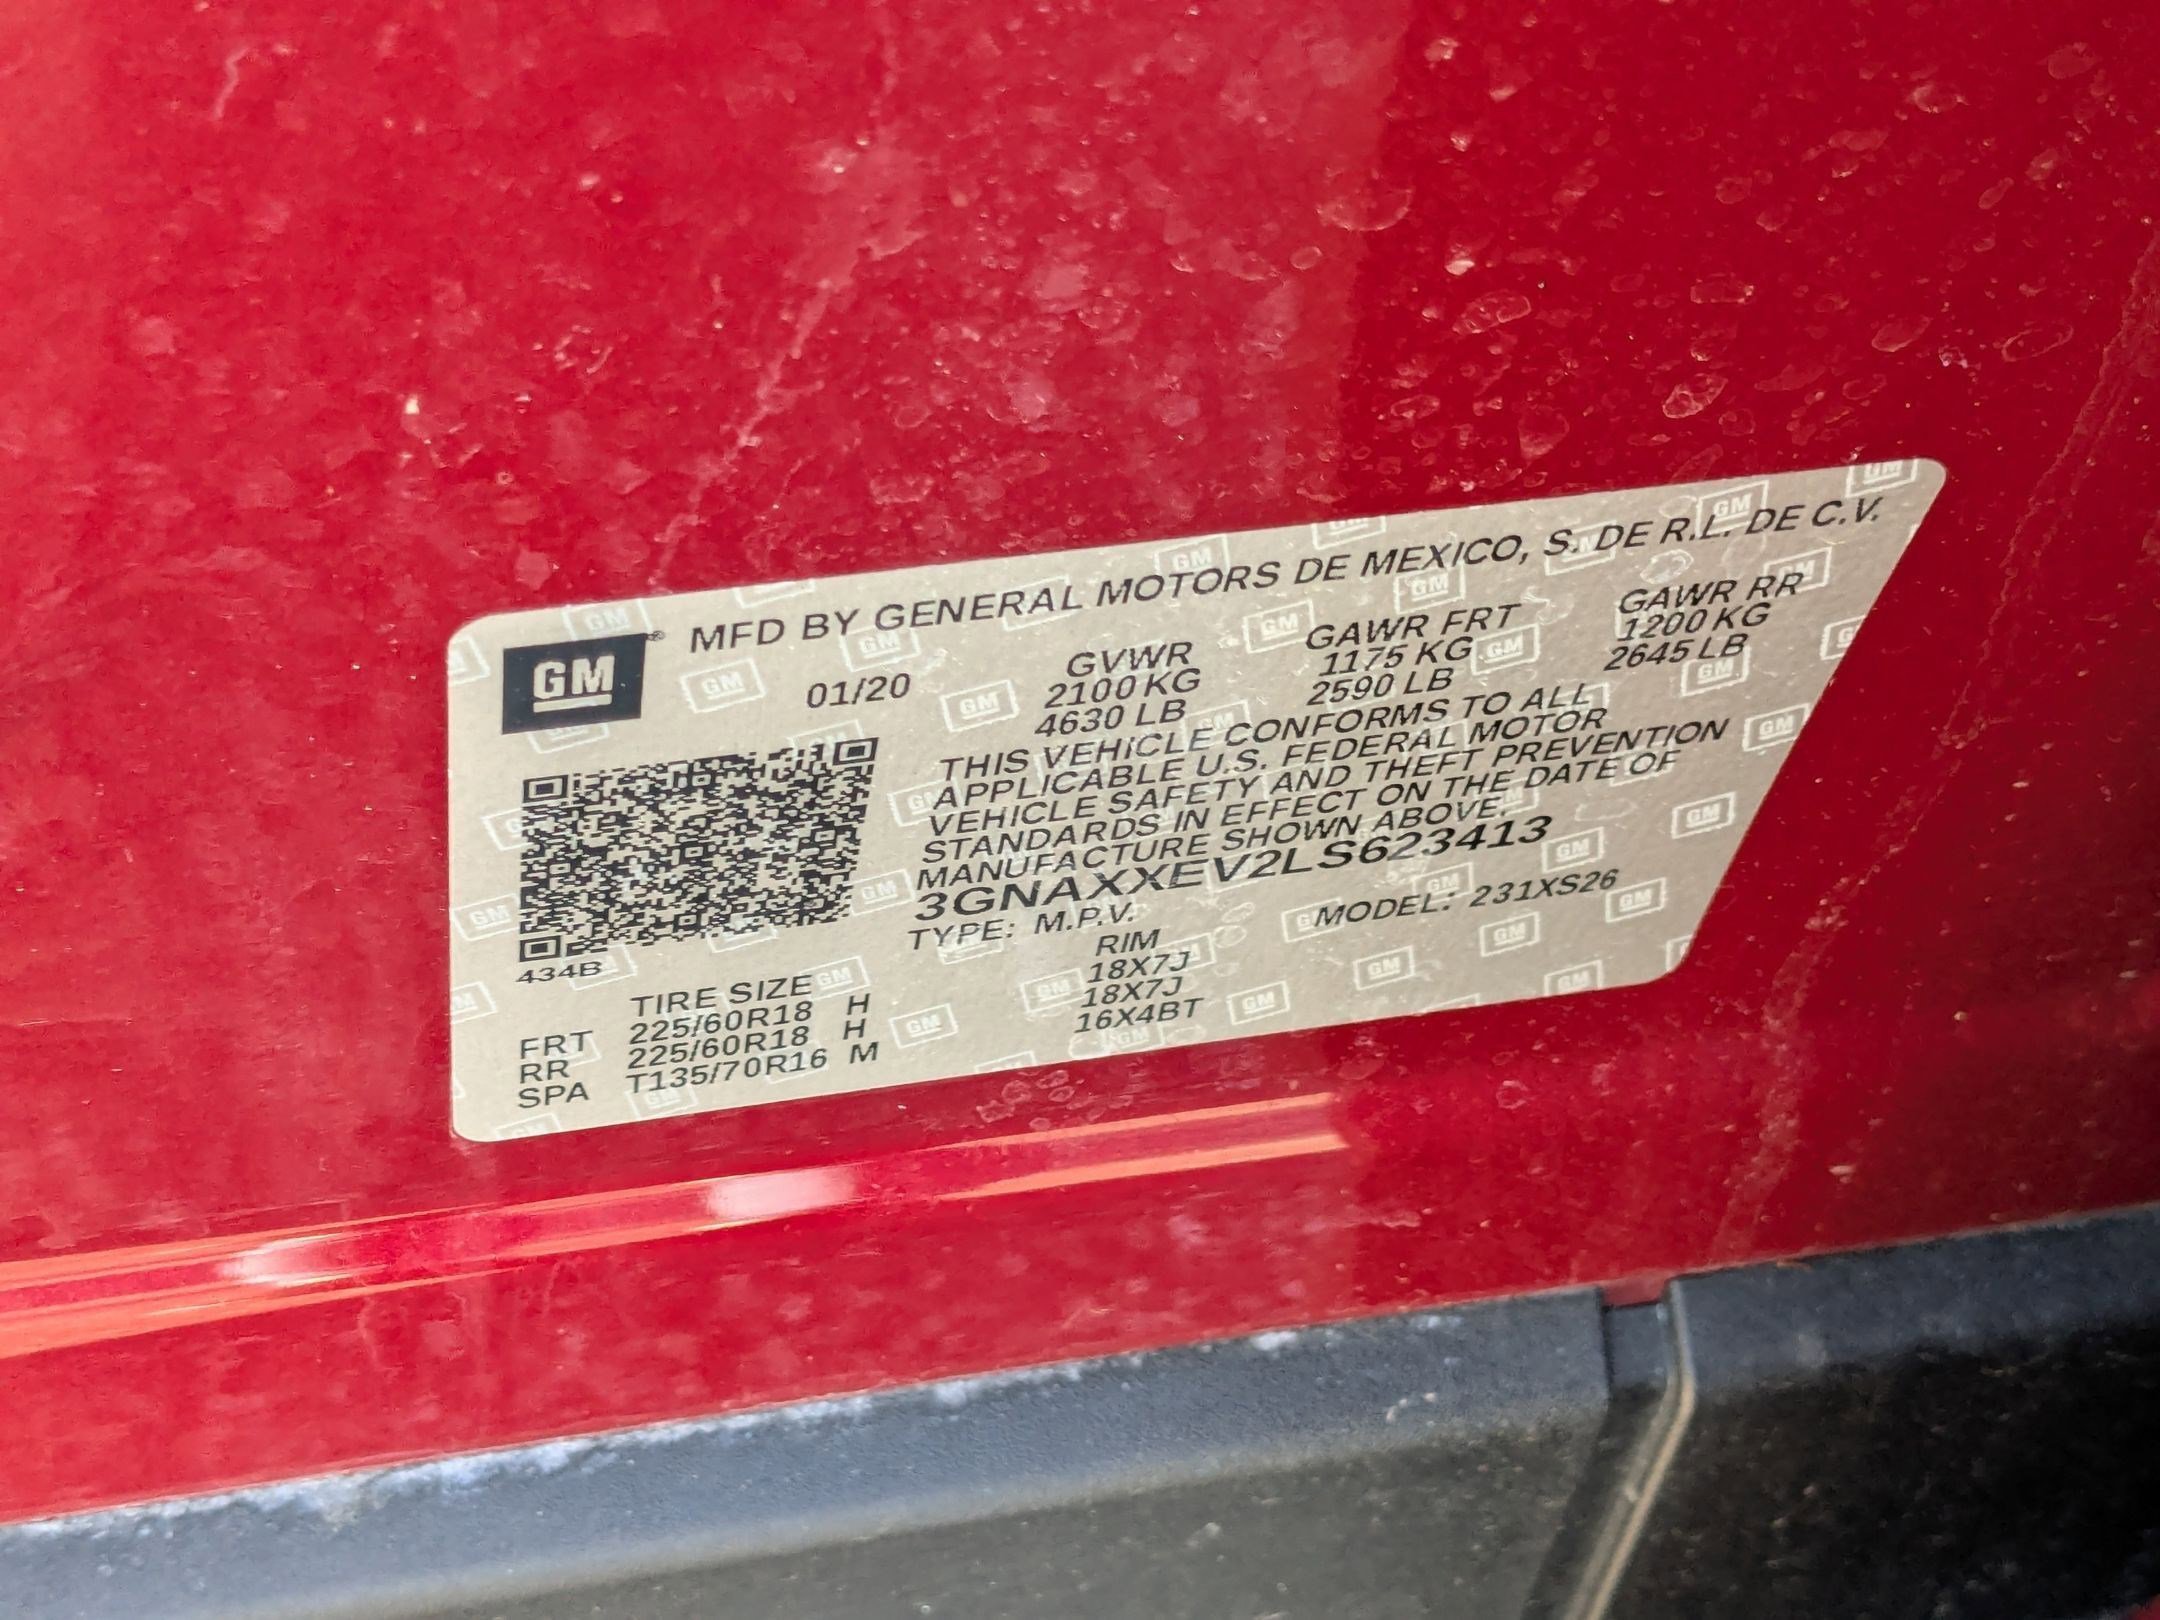 GM® MFD BY GENERAL MOTORS DE MEXICO, S. DE R.L. DE C.V.
01/20 GVWR GAWR FRT GAWR RR
2100 KG 1175 KG 1200 KG
4630 LB 2590 LB 2645 LB
THIS VEHICLE CONFORMS TO ALL
APPLICABLE U.S. FEDERAL MOTOR
VEHICLE SAFETY AND THEFT PREVENTION
STANDARDS IN EFFECT ON THE DATE OF
MANUFACTURE SHOWN ABOVE.
3GNAXXEV2LS623413
TYPE: M.P.V. MODEL: 231XS26
434B
TIRE SIZE RIM
FRT 225/60R18 H 18X7J
RR 225/60R18 H 18X7J
SPA T135/70R16 M 16X4BT